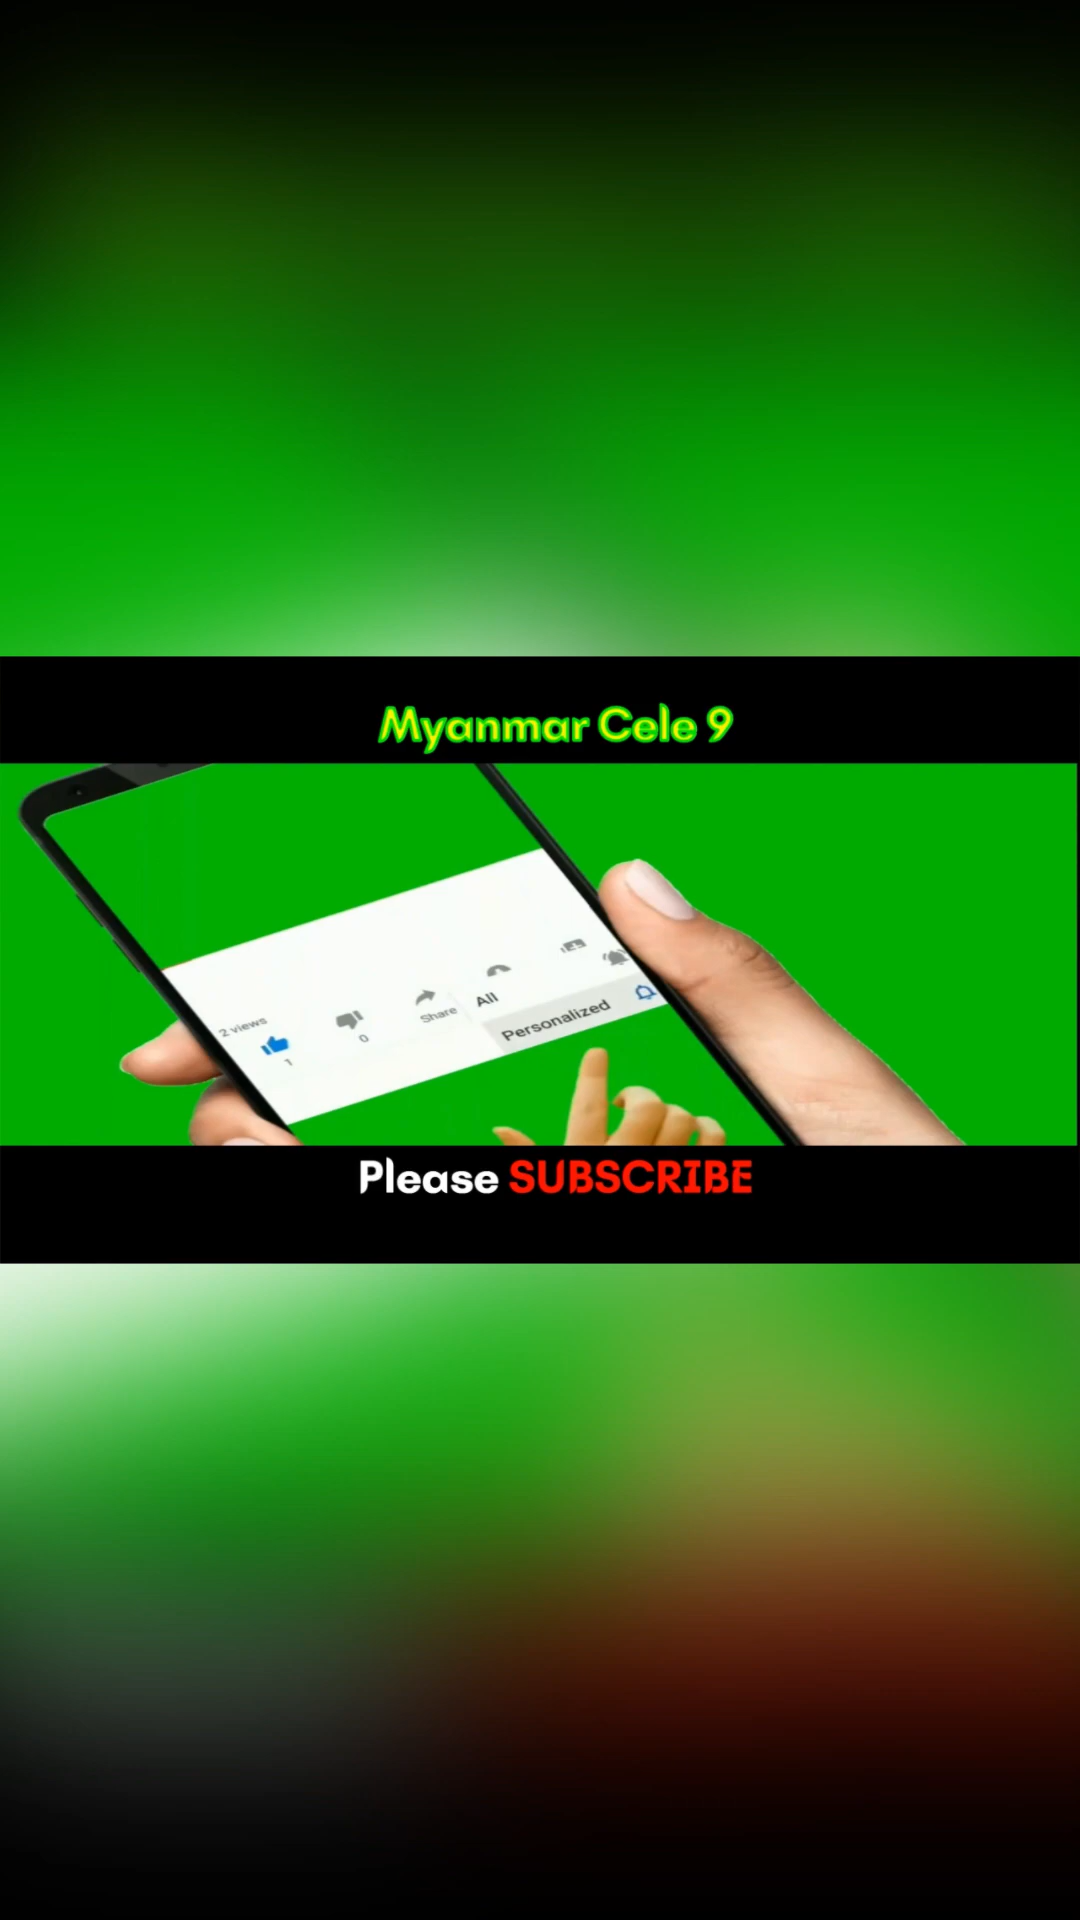 Myanmar Cele 9
2 views
1
0
Share
All
Personalized
Please SUBSCRIBE